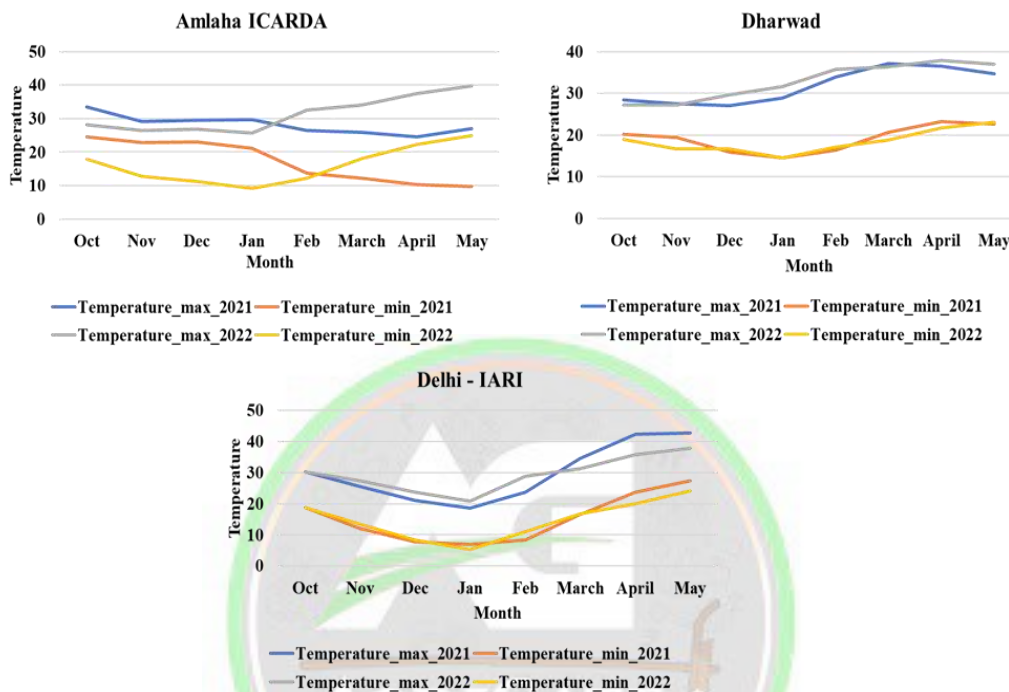 Amlaha ICARDA
50
40
30
20
10
0
Temperature
Oct Nov Dec Jan Feb March April May
Month
Temperature_max_2021 Temperature_min_2021
Temperature_max_2022 Temperature_min_2022
Dharwad
40
30
20
10
0
Temperature
Oct Nov Dec Jan Feb March April May
Month
Temperature_max_2021 Temperature_min_2021
Temperature_max_2022 Temperature_min_2022
Delhi - IARI
50
40
30
20
10
0
Temperature
Oct Nov Dec Jan Feb March April May
Month
Temperature_max_2021 Temperature_min_2021
Temperature_max_2022 Temperature_min_2022